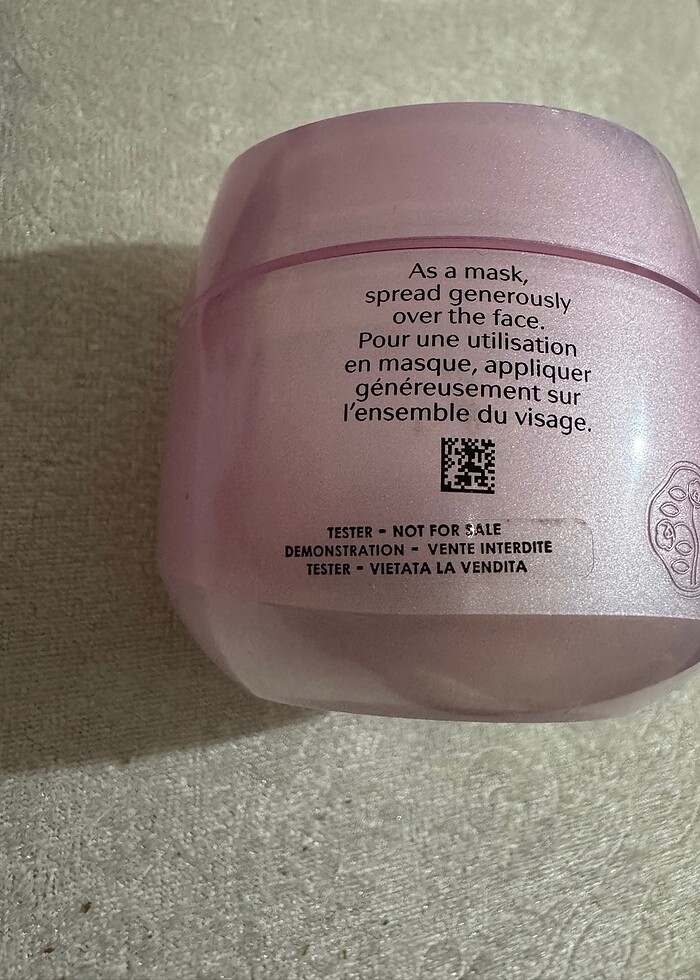 As a mask,
spread generously
over the face.
Pour une utilisation
en masque, appliquer
généreusement sur
l'ensemble du visage.
TESTER - NOT FOR SALE
DEMONSTRATION - VENTE INTERDITE
TESTER - VIETATA LA VENDITA